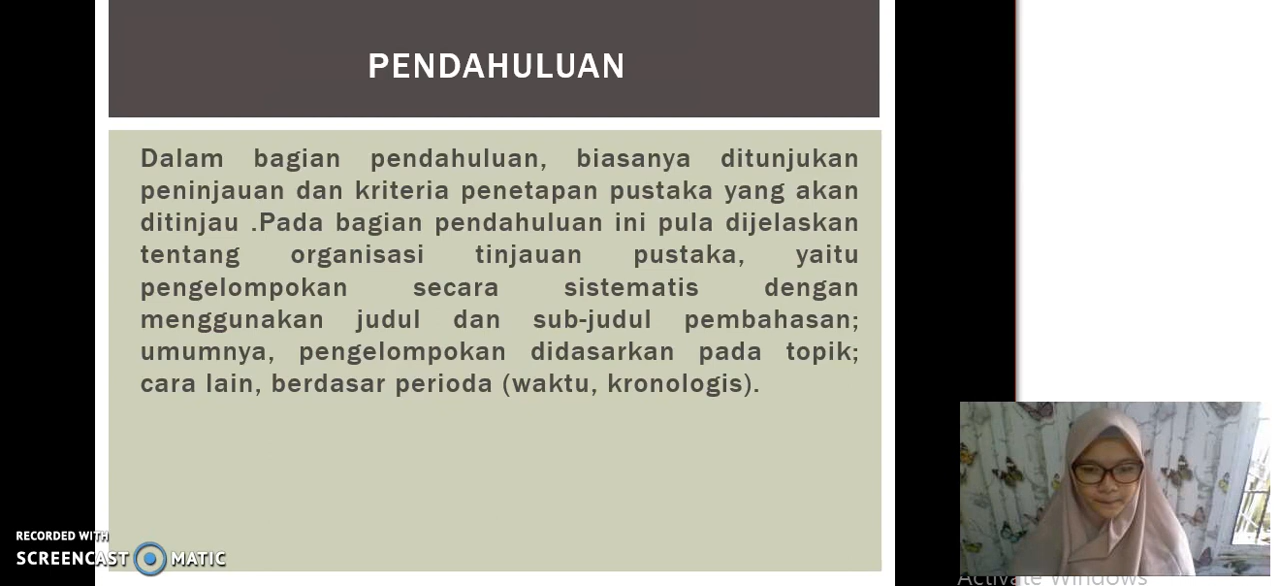 PENDAHULUAN
Dalam bagian pendahuluan, biasanya ditunjukan
peninjauan dan kriteria penetapan pustaka yang akan
ditinjau .Pada bagian pendahuluan ini pula dijelaskan
tentang organisasi tinjauan pustaka, yaitu
pengelompokan secara sistematis dengan
menggunakan judul dan sub-judul pembahasan;
umumnya, pengelompokan didasarkan pada topik;
cara lain, berdasar perioda (waktu, kronologis).
RECORDED WITH
SCREENCAST MATIC
Activate Windows